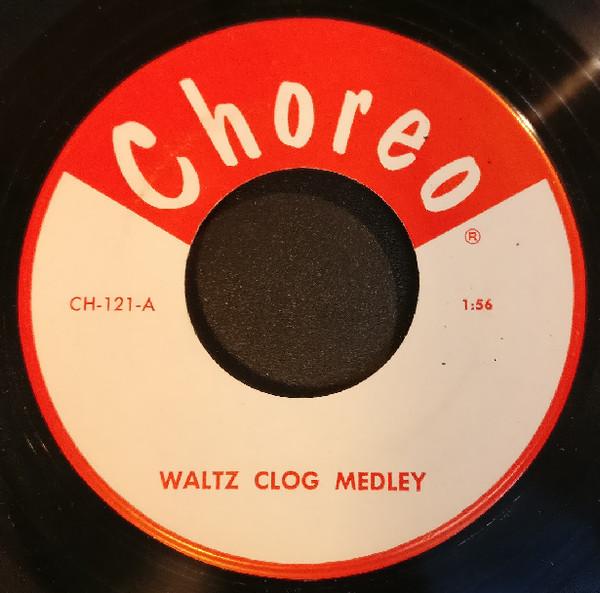 Choreo
®
CH-121-A
1:56
WALTZ CLOG MEDLEY